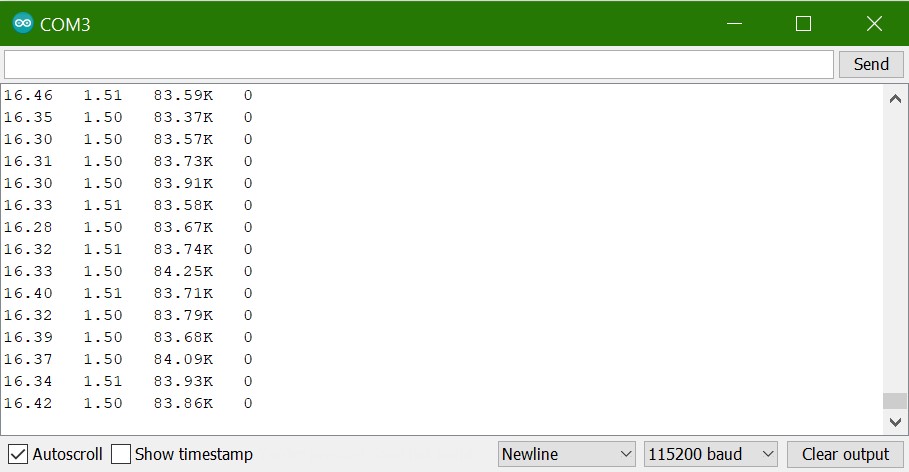 COM3
Send
16.46 1.51 83.59K 0
16.35 1.50 83.37K 0
16.30 1.50 83.57K 0
16.31 1.50 83.73K 0
16.30 1.50 83.91K 0
16.33 1.51 83.58K 0
16.28 1.50 83.67K 0
16.32 1.51 83.74K 0
16.33 1.50 84.25K 0
16.40 1.51 83.71K 0
16.32 1.50 83.79K 0
16.39 1.50 83.68K 0
16.37 1.50 84.09K 0
16.34 1.51 83.93K 0
16.42 1.50 83.86K 0
Autoscroll Show timestamp Newline 115200 baud Clear output